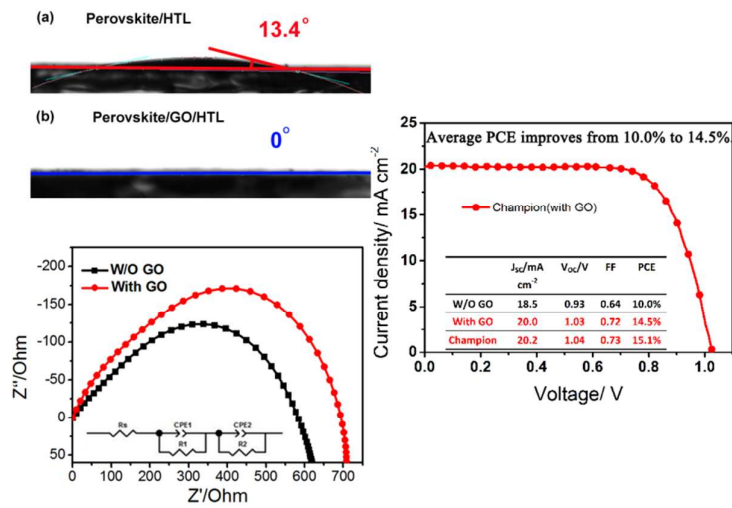 (a) Perovskite/HTL
13.4°
(b) Perovskite/GO/HTL
0°
-200
-150
-100
-50
0
50
Z''/Ohm
W/O GO
With GO
Rs
CPE1
R1
CPE2
R2
0 100 200 300 400 500 600 700
Z'/Ohm
25
20
15
10
5
0
Current density/ mA cm-2
Average PCE improves from 10.0% to 14.5%.
Champion(with GO)
JSC/mA cm-2 VOC/V FF PCE
W/O GO 18.5 0.93 0.64 10.0%
With GO 20.0 1.03 0.72 14.5%
Champion 20.2 1.04 0.73 15.1%
0.0 0.2 0.4 0.6 0.8 1.0
Voltage/ V